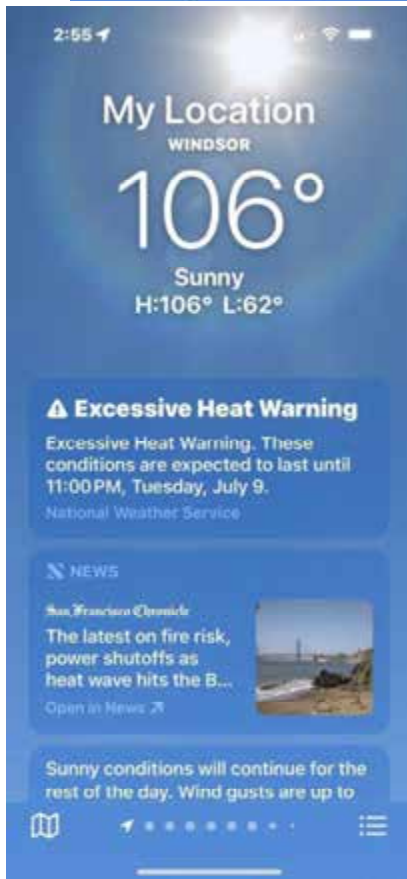 2:55
My Location
WINDSOR
106°
Sunny
H:106° L:62°
Excessive Heat Warning
Excessive Heat Warning. These
conditions are expected to last until
11:00 PM, Tuesday, July 9.
National Weather Service
NEWS
San Francisco Chronicle
The latest on fire risk,
power shutoffs as
heat wave hits the B...
Open in News
Sunny conditions will continue for the
rest of the day. Wind gusts are up to